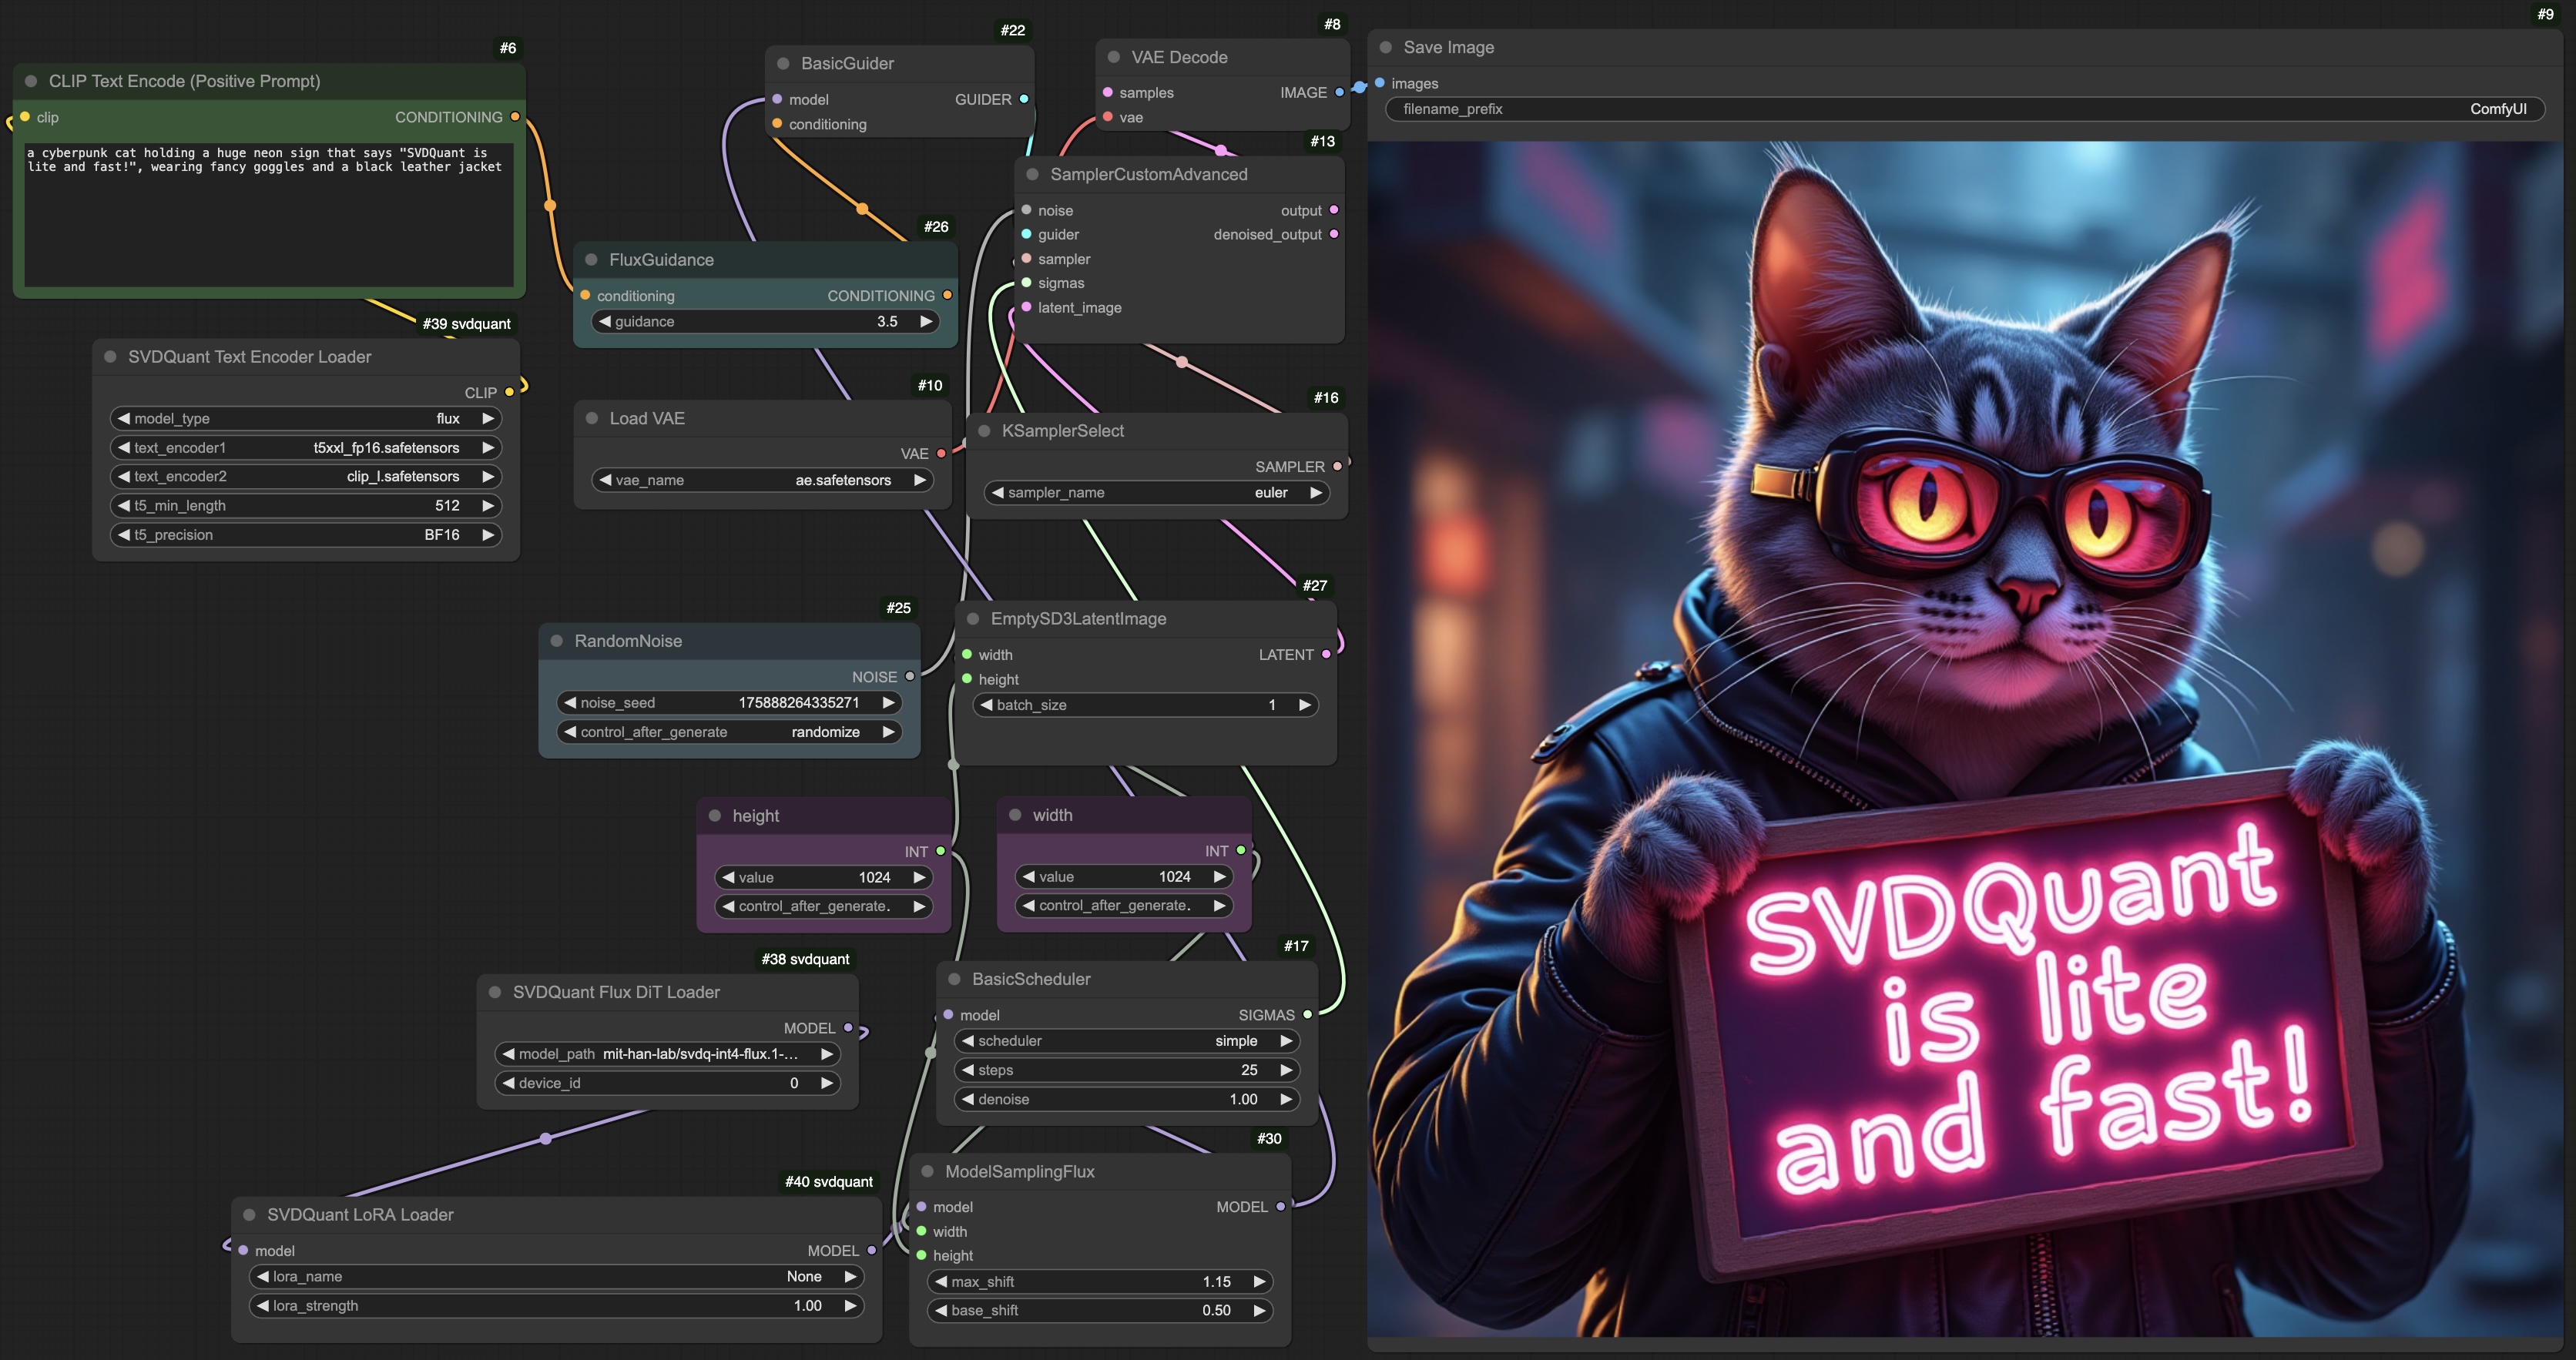 #6
CLIP Text Encode (Positive Prompt)
clip
CONDITIONING
a cyberpunk cat holding a huge neon sign that says "SVDQuant is
lite and fast!", wearing fancy goggles and a black leather jacket
#39 svdquant
SVDQuant Text Encoder Loader
CLIP
model_type flux
text_encoder1 t5xxl_fp16.safetensors
text_encoder2 clip_l.safetensors
t5_min_length 512
t5_precision BF16
#22
BasicGuider
model GUIDER
conditioning
#26
FluxGuidance
conditioning CONDITIONING
guidance 3.5
#10
Load VAE
VAE
vae_name ae.safetensors
#25
RandomNoise
NOISE
noise_seed 175888264335271
control_after_generate randomize
height
INT
value 1024
control_after_generate.
#38 svdquant
SVDQuant Flux DiT Loader
MODEL
model_path mit-han-lab/svdq-int4-flux.1-...
device_id 0
#40 svdquant
SVDQuant LoRA Loader
model MODEL
lora_name None
lora_strength 1.00
#8
VAE Decode
samples IMAGE
vae
#13
SamplerCustomAdvanced
noise output
guider denoised_output
sampler
sigmas
latent_image
#16
KSamplerSelect
SAMPLER
sampler_name euler
#27
EmptySD3LatentImage
width LATENT
height
batch_size 1
width
INT
value 1024
control_after_generate.
#17
BasicScheduler
model SIGMAS
scheduler simple
steps 25
denoise 1.00
#30
ModelSamplingFlux
model MODEL
width
height
max_shift 1.15
base_shift 0.50
#9
Save Image
images
filename_prefix ComfyUI
SVDQuant
is lite
and fast!